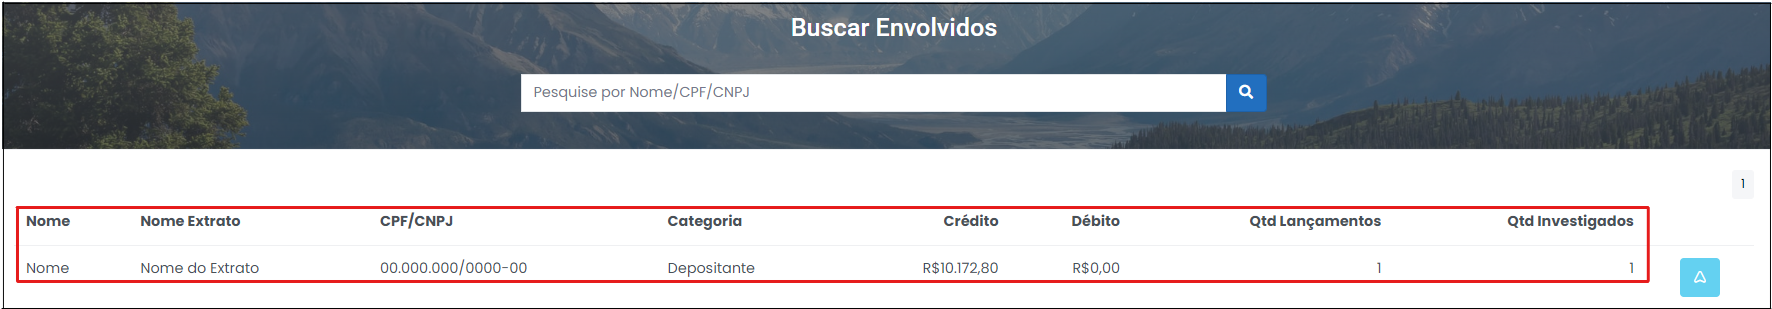 Buscar Envolvidos
Pesquise por Nome/CPF/CNPJ
1
Nome Nome Extrato CPF/CNPJ Categoria Crédito Débito Qtd Lançamentos Qtd Investigados
Nome Nome do Extrato 00.000.000/0000-00 Depositante R$10.172,80 R$0,00 1 1